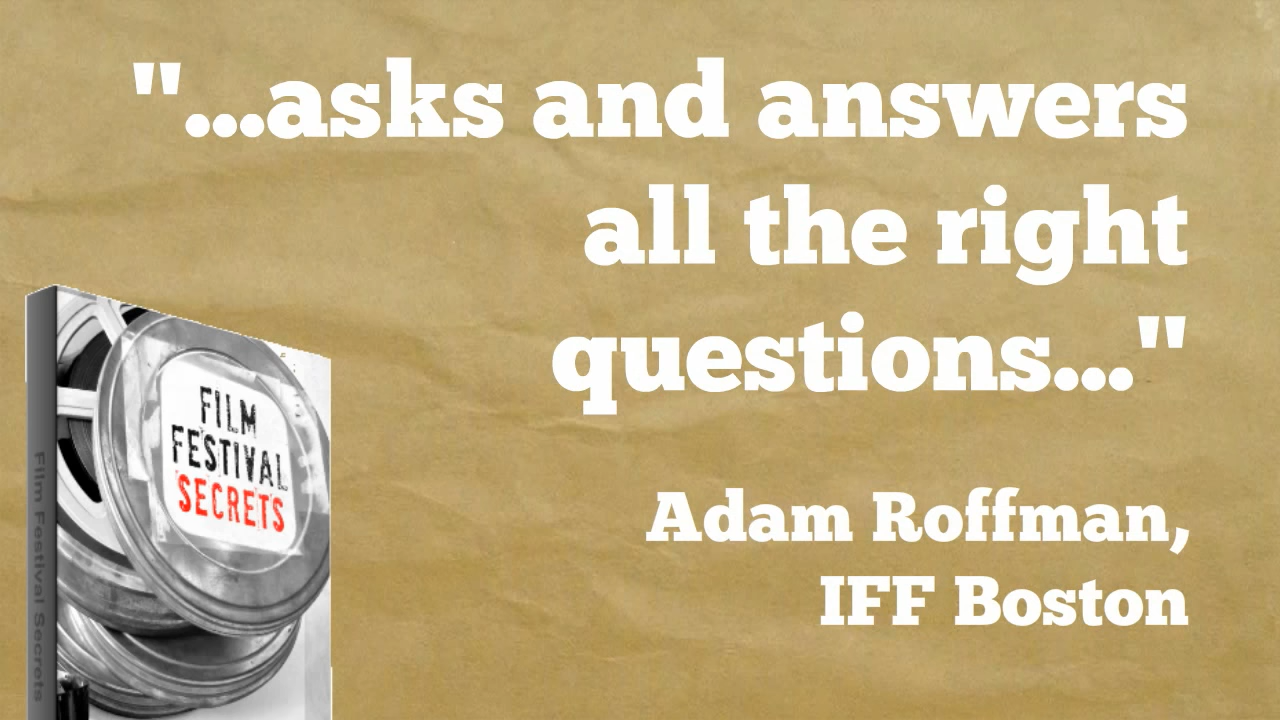 "...asks and answers
all the right
questions..."
Adam Roffman,
IFF Boston
FILM
FESTIVAL
SECRETS
Film Festival Secrets